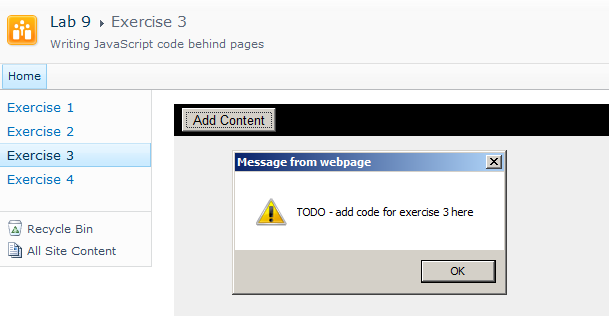 Lab 9 ▸ Exercise 3
Writing JavaScript code behind pages
Home
Exercise 1
Exercise 2
Exercise 3
Exercise 4
Recycle Bin
All Site Content
Add Content
Message from webpage
TODO - add code for exercise 3 here
OK